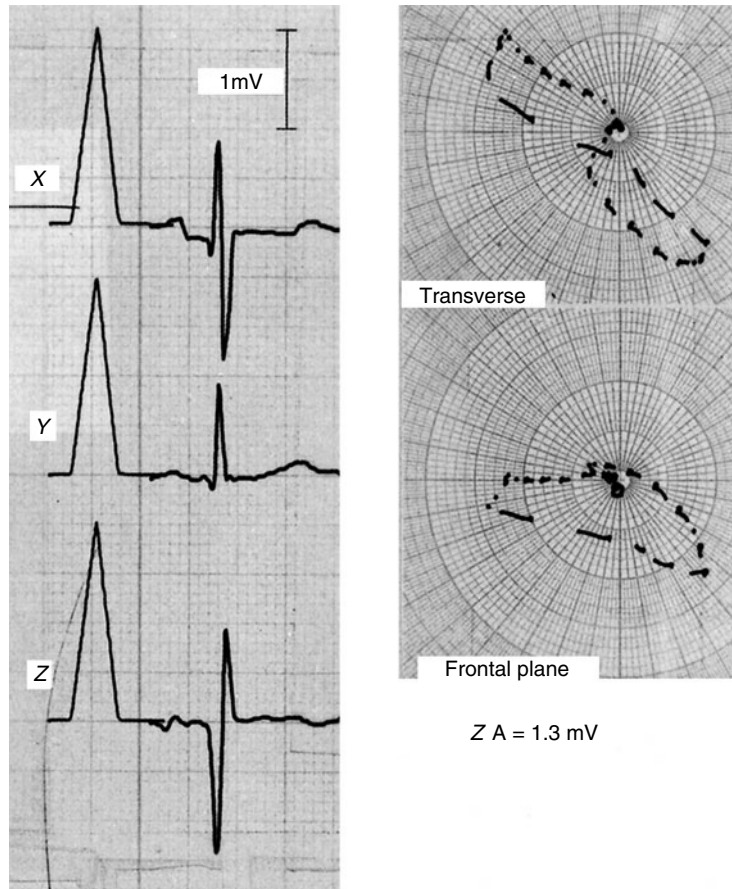 1mV
X
Y
Z
Transverse
Frontal plane
Z A = 1.3 mV